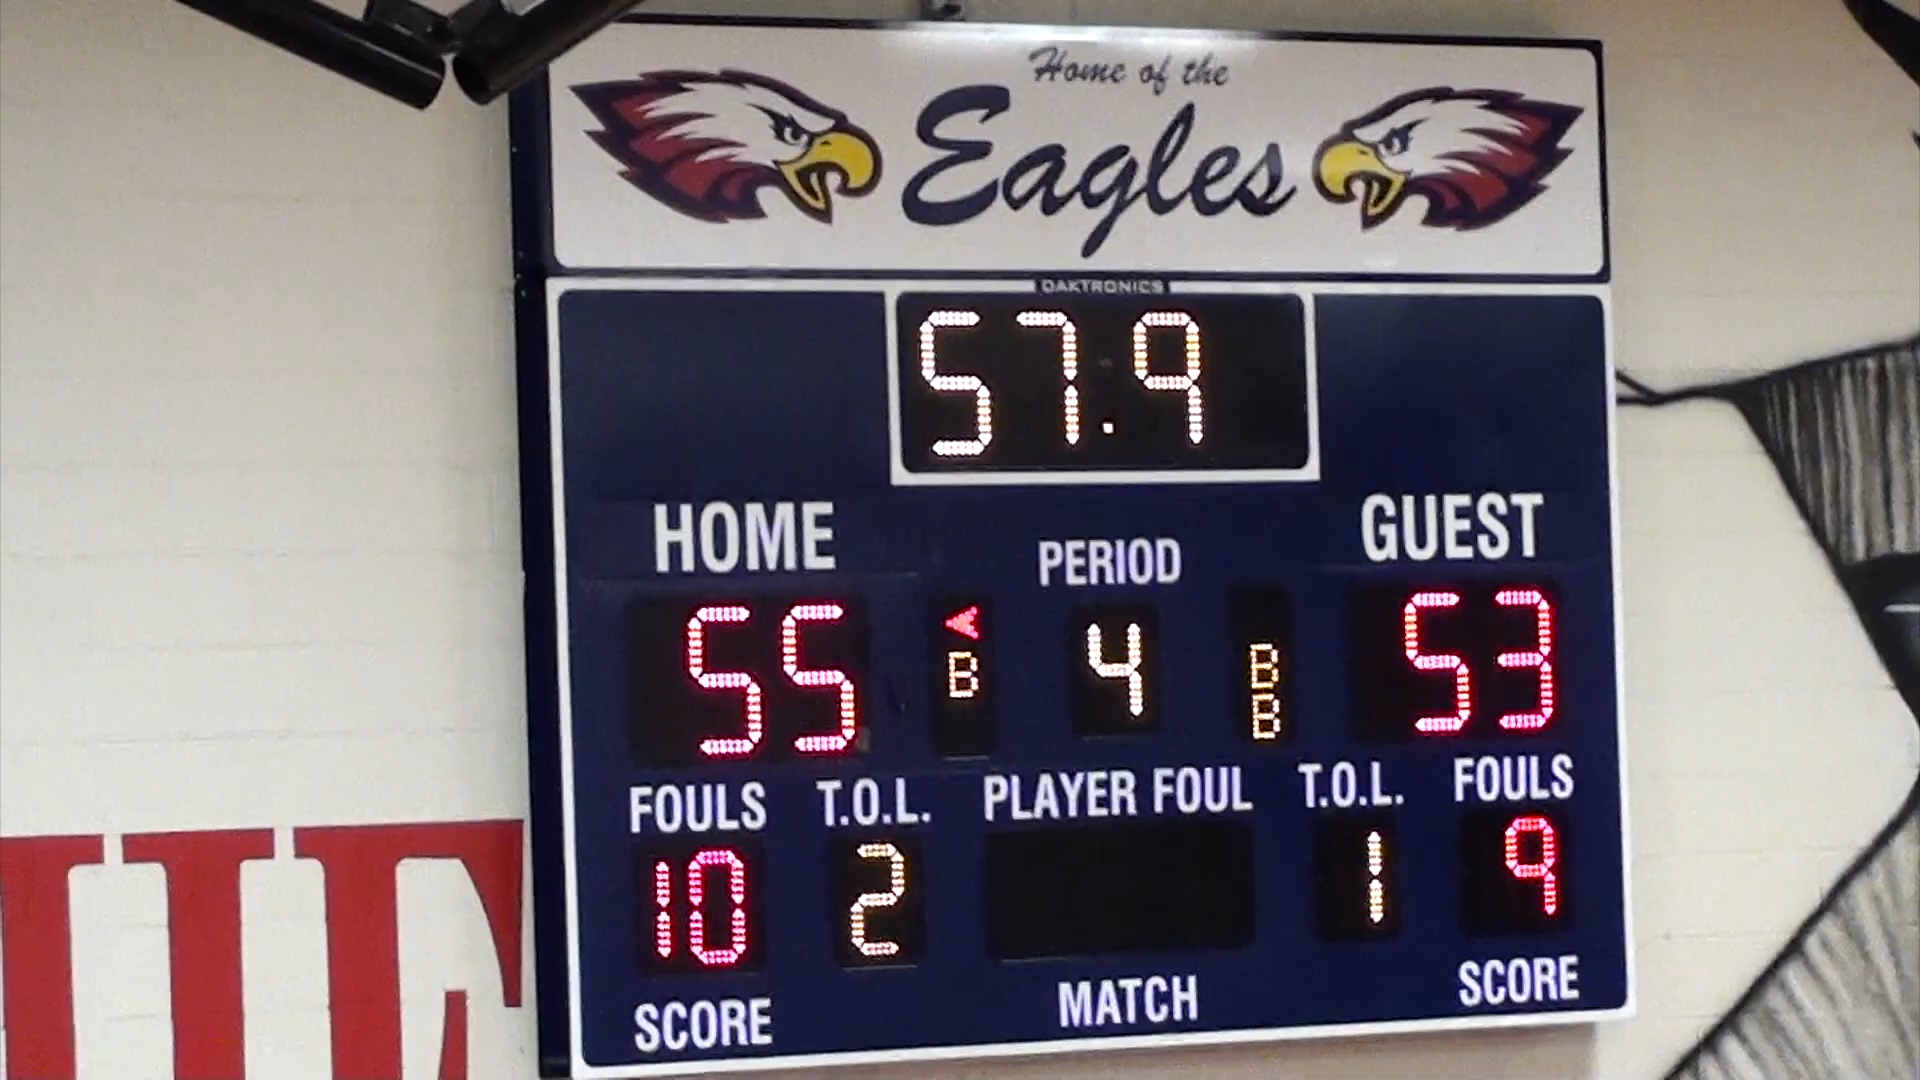 Home of the
Eagles
DAKTRONICS
57.9
HOME
PERIOD
GUEST
55
B
4
B
B
53
FOULS
T.O.L.
PLAYER FOUL
T.O.L.
FOULS
10
2
1
9
SCORE
MATCH
SCORE